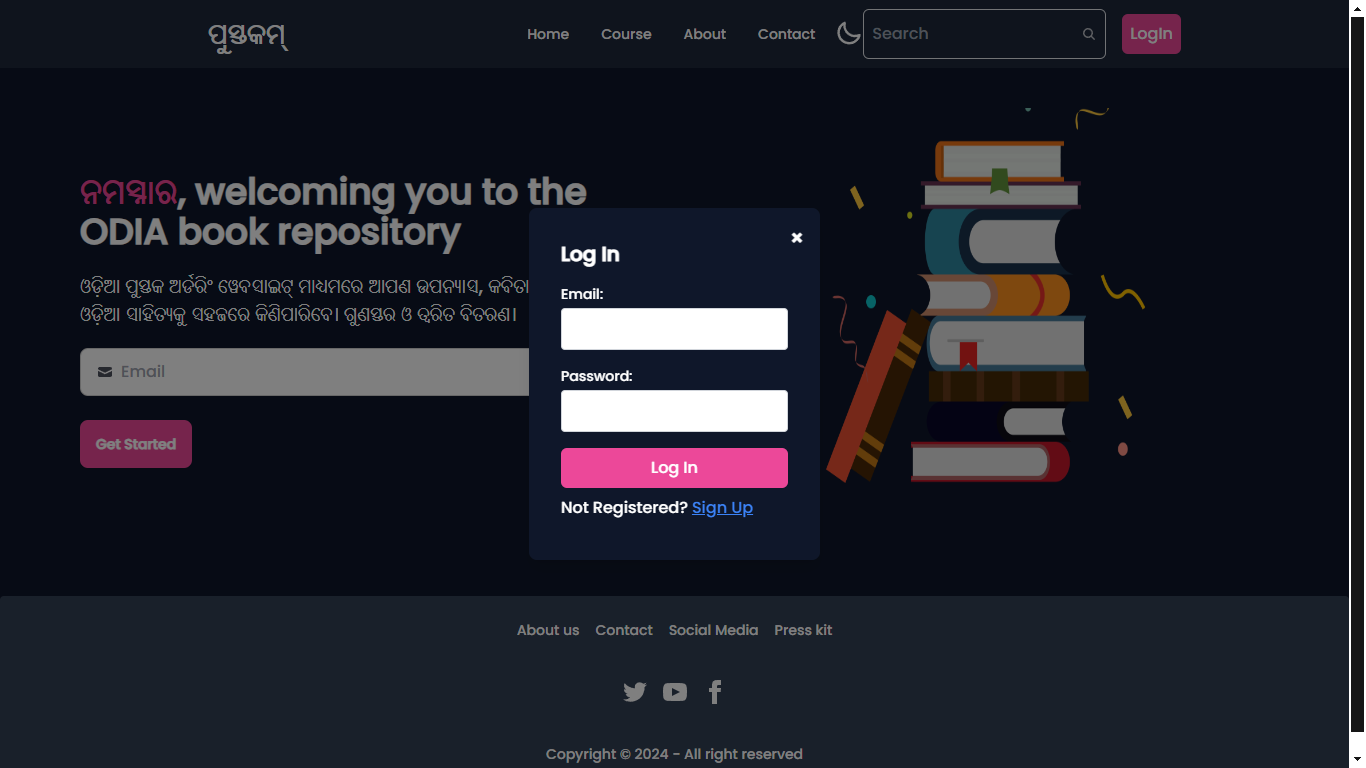 ପୁସ୍ତକମ୍
Home Course About Contact Search LogIn
ନମସ୍କାର, welcoming you to the
ODIA book repository
ଓଡ଼ିଆ ପୁସ୍ତକ ଅର୍ଡରିଂ ୱେବସାଇଟ୍ ମାଧ୍ୟମରେ ଆପଣ ଉପନ୍ୟାସ, କବିତା
ଓଡ଼ିଆ ସାହିତ୍ୟକୁ ସହଜରେ କିଣିପାରିବେ। ଗୁଣସ୍ତର ଓ ତ୍ୱରିତ ବିତରଣ।
Email
Get Started
×
Log In
Email:
Password:
Log In
Not Registered? Sign Up
About us Contact Social Media Press kit
Copyright © 2024 - All right reserved